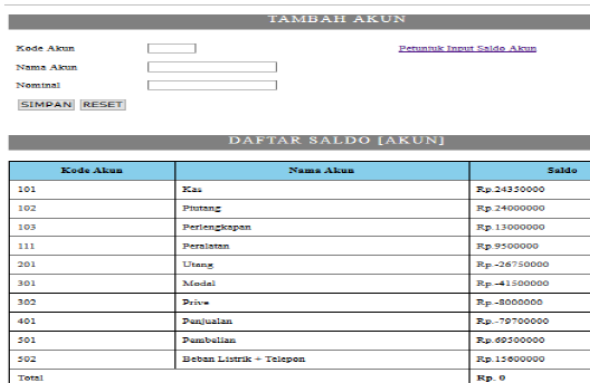 TAMBAH AKUN
Kode Akun Petunjuk Input Saldo Akun
Nama Akun
Nominal
SIMPAN RESET
DAFTAR SALDO [AKUN]
Kode Akun Nama Akun Saldo
101 Kas Rp.24350000
102 Piutang Rp.24000000
103 Perlengkapan Rp.13000000
111 Peralatan Rp.9500000
201 Utang Rp.-26750000
301 Modal Rp.-41500000
302 Prive Rp.-8000000
401 Penjualan Rp.-79700000
501 Pembelian Rp.69500000
502 Beban Listrik + Telepon Rp.15600000
Total Rp. 0